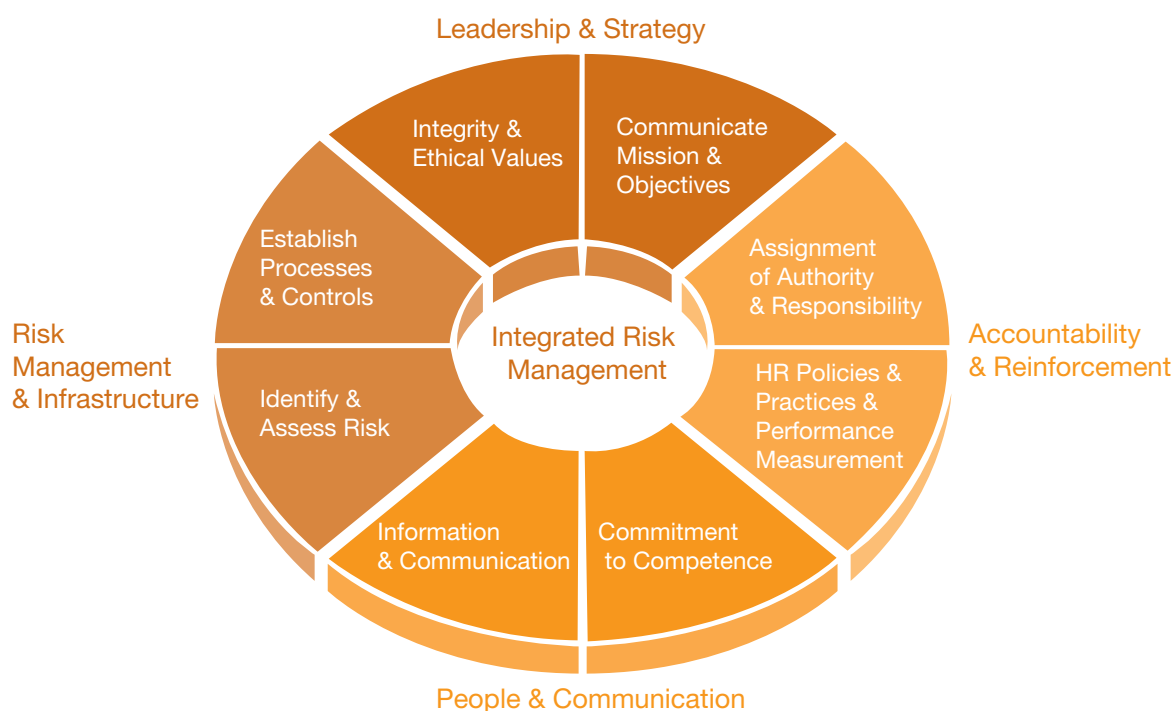 Leadership & Strategy
Integrity &
Ethical Values
Communicate
Mission &
Objectives
Establish
Processes
& Controls
Assignment
of Authority
& Responsibility
Risk
Management
& Infrastructure
Integrated Risk
Management
Accountability
& Reinforcement
Identify &
Assess Risk
HR Policies &
Practices &
Performance
Measurement
Information
& Communication
Commitment
to Competence
People & Communication